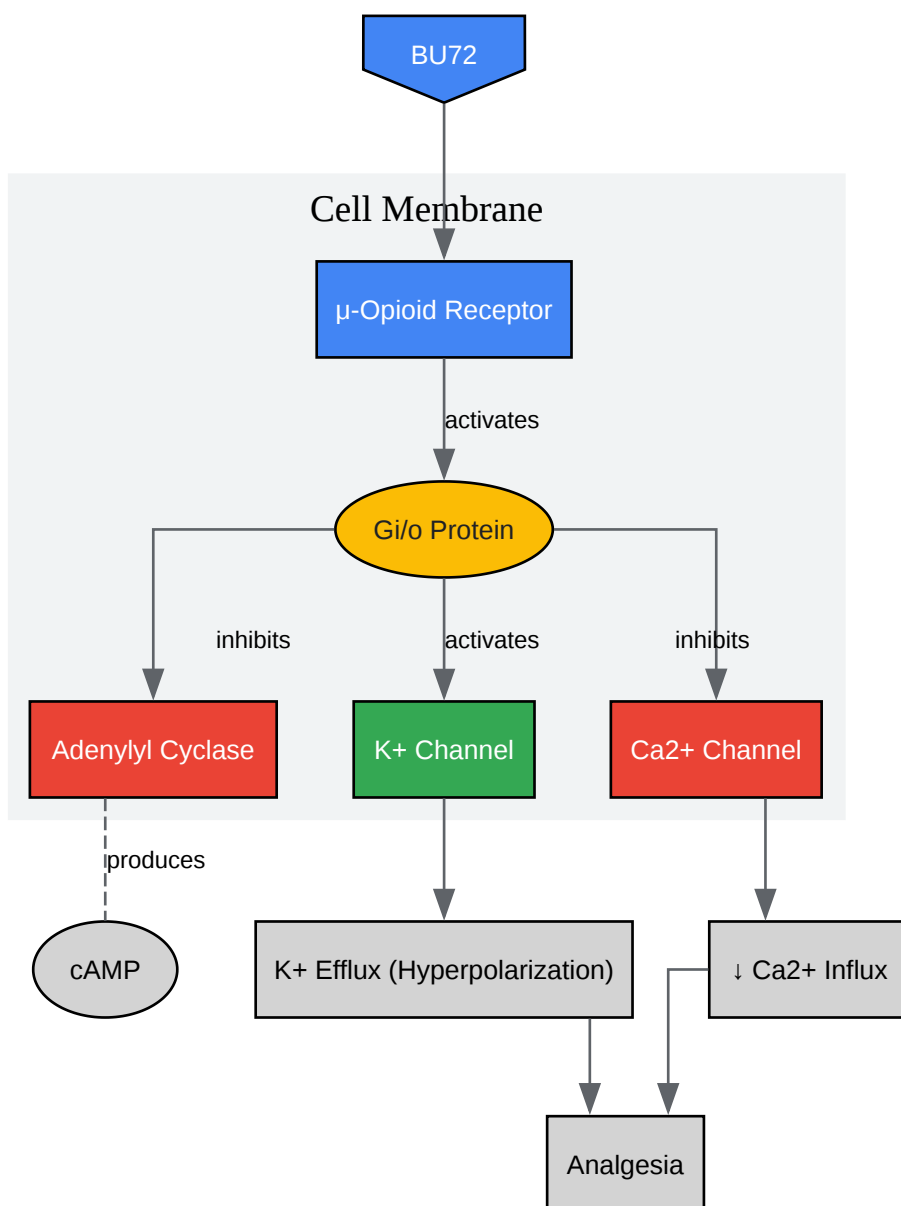 BU72
Cell Membrane
μ-Opioid Receptor
activates
Gi/o Protein
inhibits
activates
inhibits
Adenylyl Cyclase
K+ Channel
Ca2+ Channel
produces
cAMP
K+ Efflux (Hyperpolarization)
↓ Ca2+ Influx
Analgesia